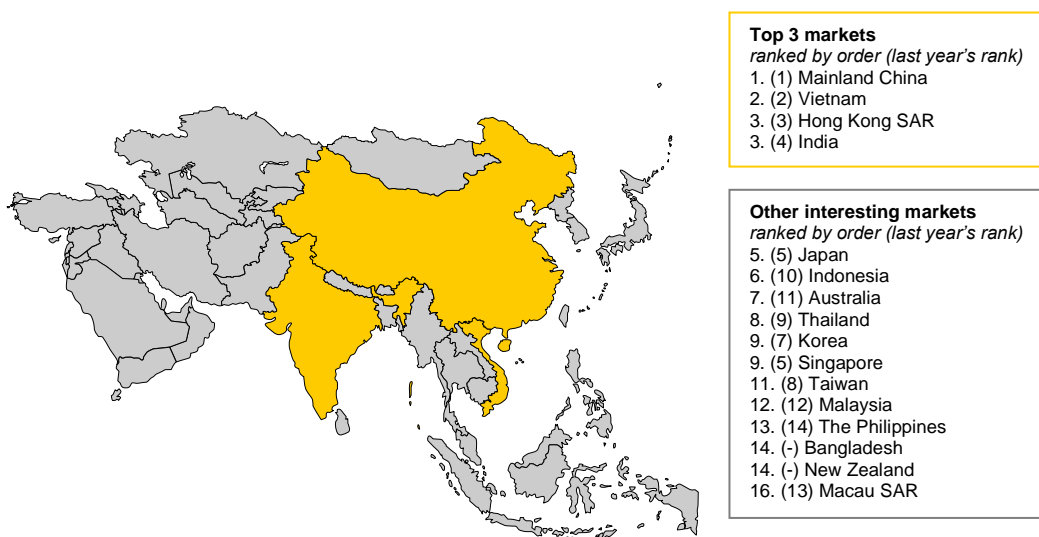 Top 3 markets
ranked by order (last year’s rank)
1. (1) Mainland China
2. (2) Vietnam
3. (3) Hong Kong SAR
3. (4) India
Other interesting markets
ranked by order (last year’s rank)
5. (5) Japan
6. (10) Indonesia
7. (11) Australia
8. (9) Thailand
9. (7) Korea
9. (5) Singapore
11. (8) Taiwan
12. (12) Malaysia
13. (14) The Philippines
14. (-) Bangladesh
14. (-) New Zealand
16. (13) Macau SAR